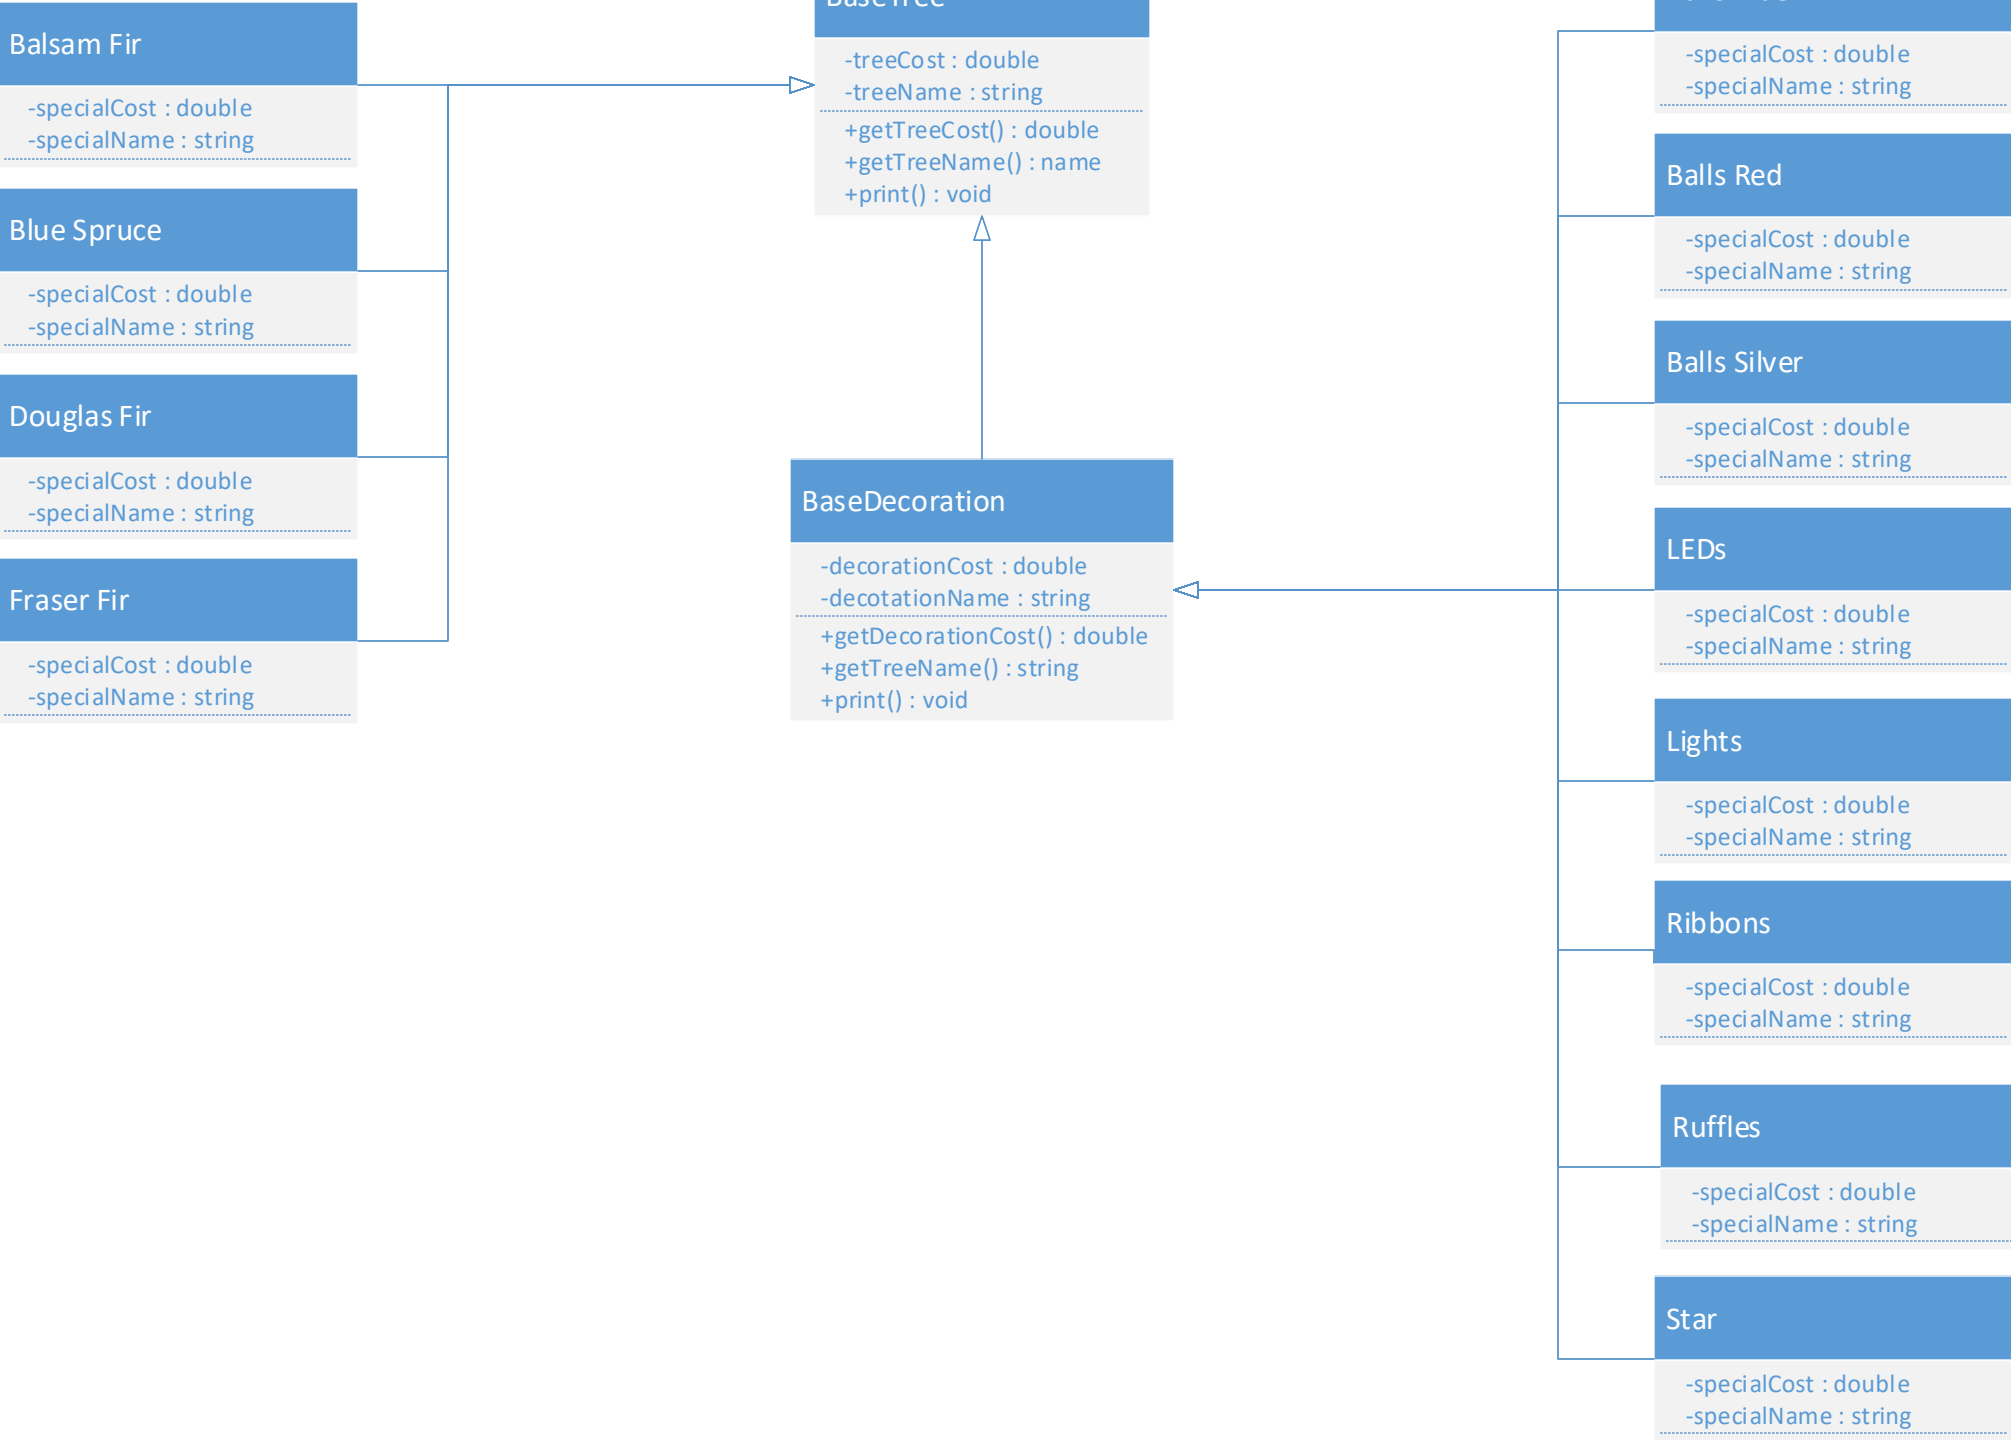 Balsam Fir
-specialCost : double
-specialName : string
Blue Spruce
-specialCost : double
-specialName : string
Douglas Fir
-specialCost : double
-specialName : string
Fraser Fir
-specialCost : double
-specialName : string
BaseTree
-treeCost : double
-treeName : string
+getTreeCost() : double
+getTreeName() : name
+print() : void
BaseDecoration
-decorationCost : double
-decotationName : string
+getDecorationCost() : double
+getTreeName() : string
+print() : void
-specialCost : double
-specialName : string
Balls Red
-specialCost : double
-specialName : string
Balls Silver
-specialCost : double
-specialName : string
LEDs
-specialCost : double
-specialName : string
Lights
-specialCost : double
-specialName : string
Ribbons
-specialCost : double
-specialName : string
Ruffles
-specialCost : double
-specialName : string
Star
-specialCost : double
-specialName : string